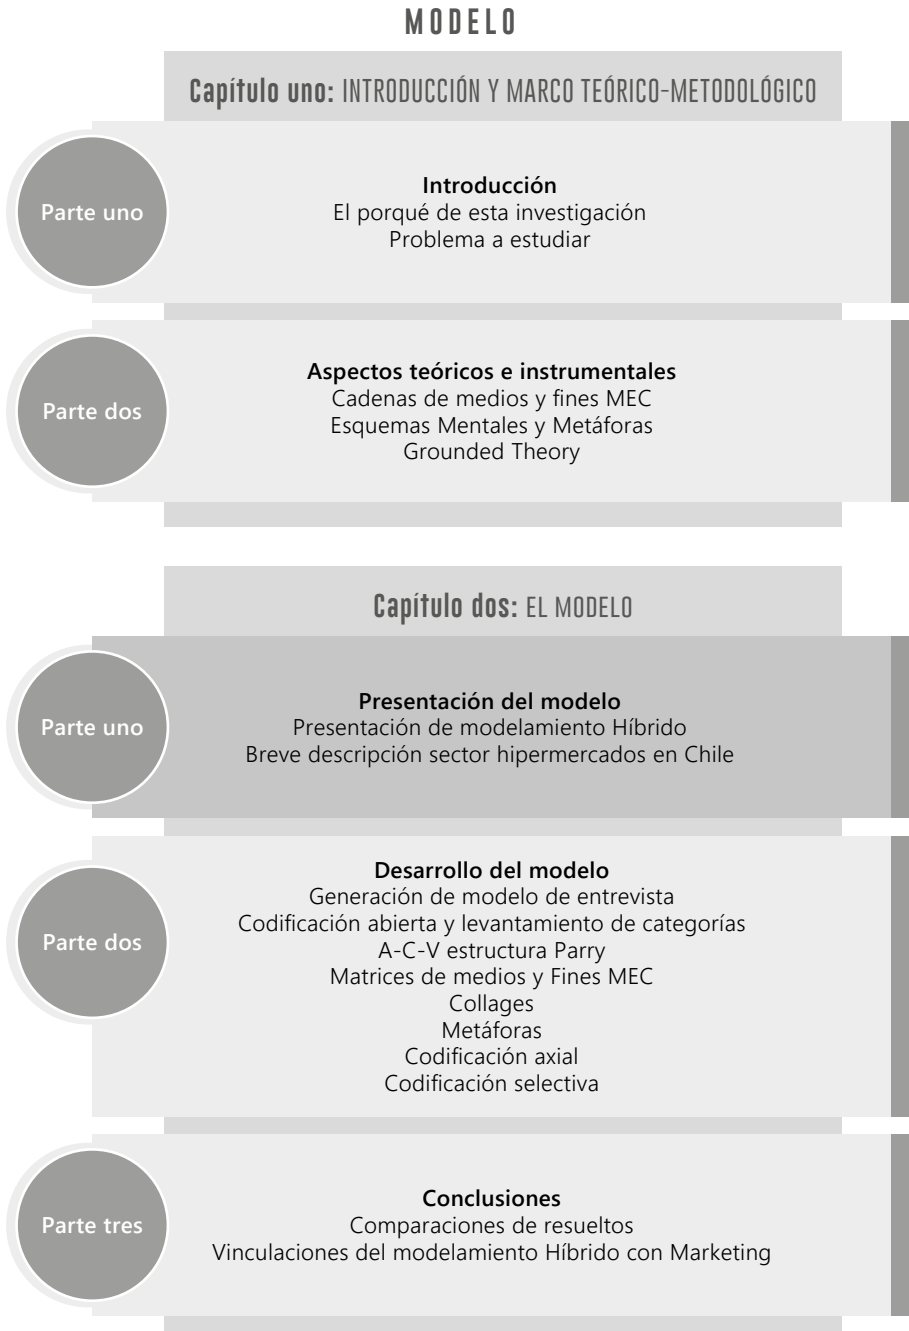 MODELO
Capítulo uno: INTRODUCCIÓN Y MARCO TEÓRICO-METODOLÓGICO
Parte uno
Introducción
El porqué de esta investigación
Problema a estudiar
Parte dos
Aspectos teóricos e instrumentales
Cadenas de medios y fines MEC
Esquemas Mentales y Metáforas
Grounded Theory
Capítulo dos: EL MODELO
Parte uno
Presentación del modelo
Presentación de modelamiento Híbrido
Breve descripción sector hipermercados en Chile
Parte dos
Desarrollo del modelo
Generación de modelo de entrevista
Codificación abierta y levantamiento de categorías
A-C-V estructura Parry
Matrices de medios y Fines MEC
Collages
Metáforas
Codificación axial
Codificación selectiva
Parte tres
Conclusiones
Comparaciones de resueltos
Vinculaciones del modelamiento Híbrido con Marketing